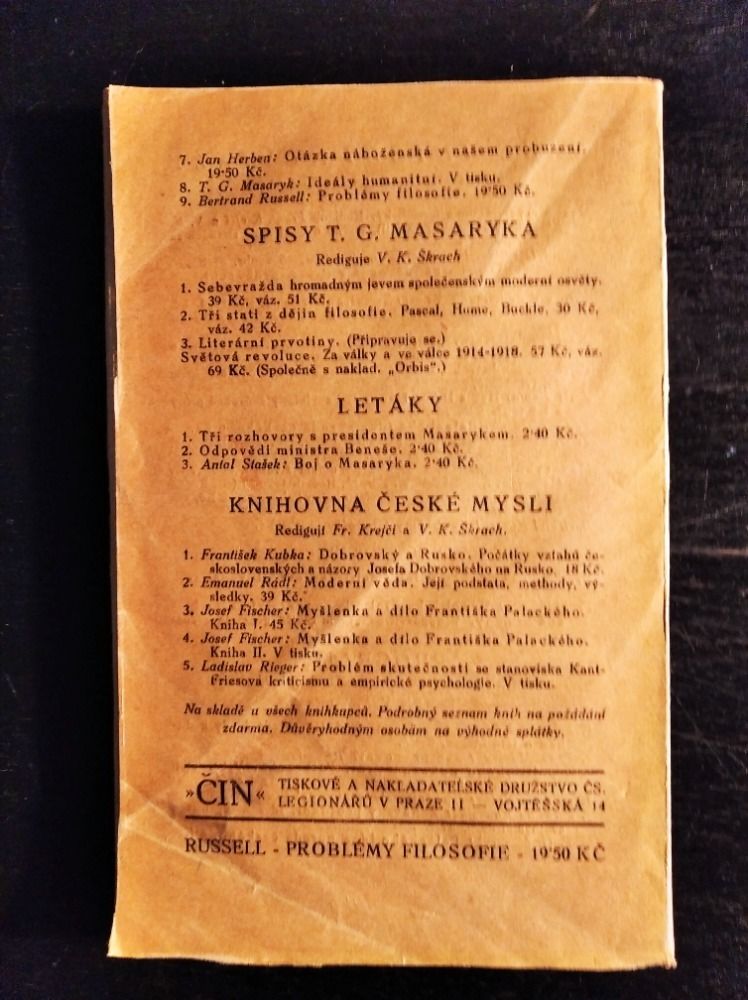 7. Jan Herben: Otázka náboženská v našem probuzení.
19·50 Kč.
8. T. G. Masaryk: Ideály humanitní. V tisku.
9. Bertrand Russell: Problémy filosofie. 19·50 Kč.
SPISY T. G. MASARYKA
Rediguje V. K. Škrach
1. Sebevražda hromadným jevem společenským moderní osvěty.
39 Kč, váz. 51 Kč.
2. Tři stati z dějin filosofie. Pascal, Hume, Buckle. 30 Kč,
váz. 42 Kč.
3. Literární prvotiny. (Připravuje se.)
Světová revoluce. Za války a ve válce 1914-1918. 57 Kč, váz.
69 Kč. (Společně s naklad. „Orbis“.)
LETÁKY
1. Tři rozhovory s presidentem Masarykem. 2·40 Kč.
2. Odpovědi ministra Beneše. 2·40 Kč.
3. Antal Stašek: Boj o Masaryka. 2·40 Kč.
KNIHOVNA ČESKÉ MYSLI
Redigují Fr. Krejčí a V. K. Škrach.
1. František Kubka: Dobrovský a Rusko. Počátky vztahů če-
skoslovenských a názory Josefa Dobrovského na Rusko. 18 Kč.
2. Emanuel Rádl: Moderní věda. Její podstata, methody, vý-
sledky. 39 Kč.
3. Josef Fischer: Myšlenka a dílo Františka Palackého.
Kniha I. 45 Kč.
4. Josef Fischer: Myšlenka a dílo Františka Palackého.
Kniha II. V tisku.
5. Ladislav Rieger: Problém skutečnosti se stanoviska Kant-
Friesova kriticismu a empirické psychologie. V tisku.
Na skladě u všech knihkupců. Podrobný seznam knih na požádání
zdarma. Důvěryhodným osobám na výhodné splátky.
»ČIN« TISKOVÉ A NAKLADATELSKÉ DRUŽSTVO ČS.
LEGIONÁŘŮ V PRAZE II — VOJTĚŠSKÁ 14
RUSSELL - PROBLÉMY FILOSOFIE - 19·50 KČ